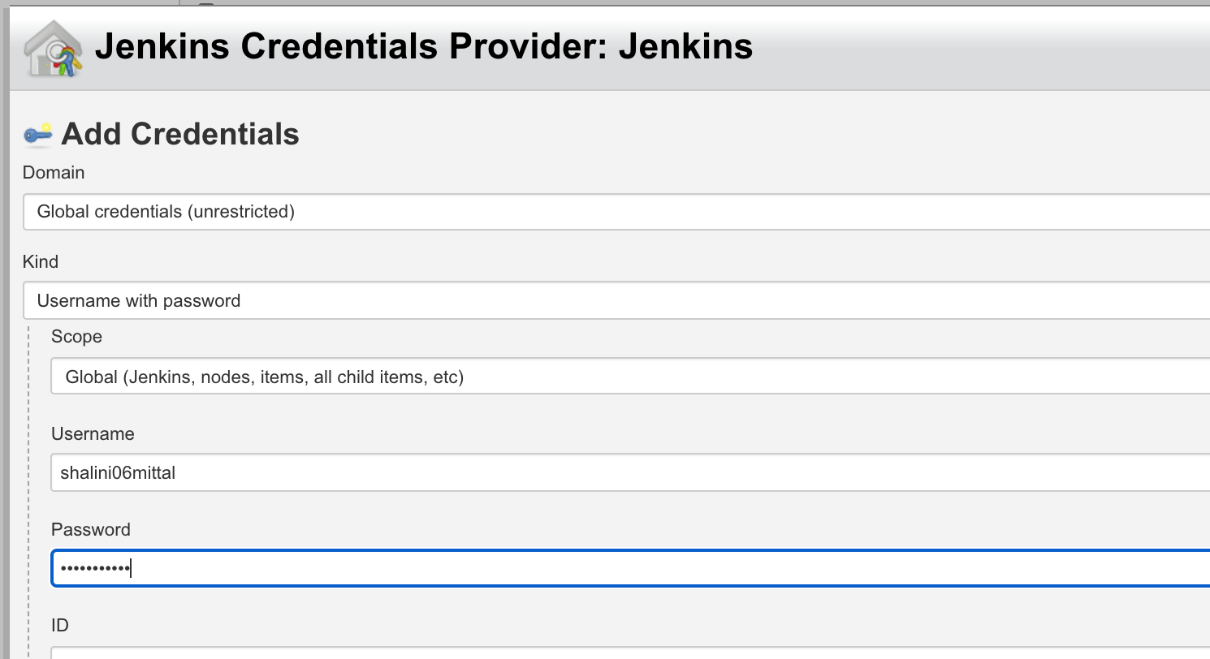 Jenkins Credentials Provider: Jenkins
Add Credentials
Domain
Global credentials (unrestricted)
Kind
Username with password
Scope
Global (Jenkins, nodes, items, all child items, etc)
Username
shalini06mittal
Password
•••••••••••
ID